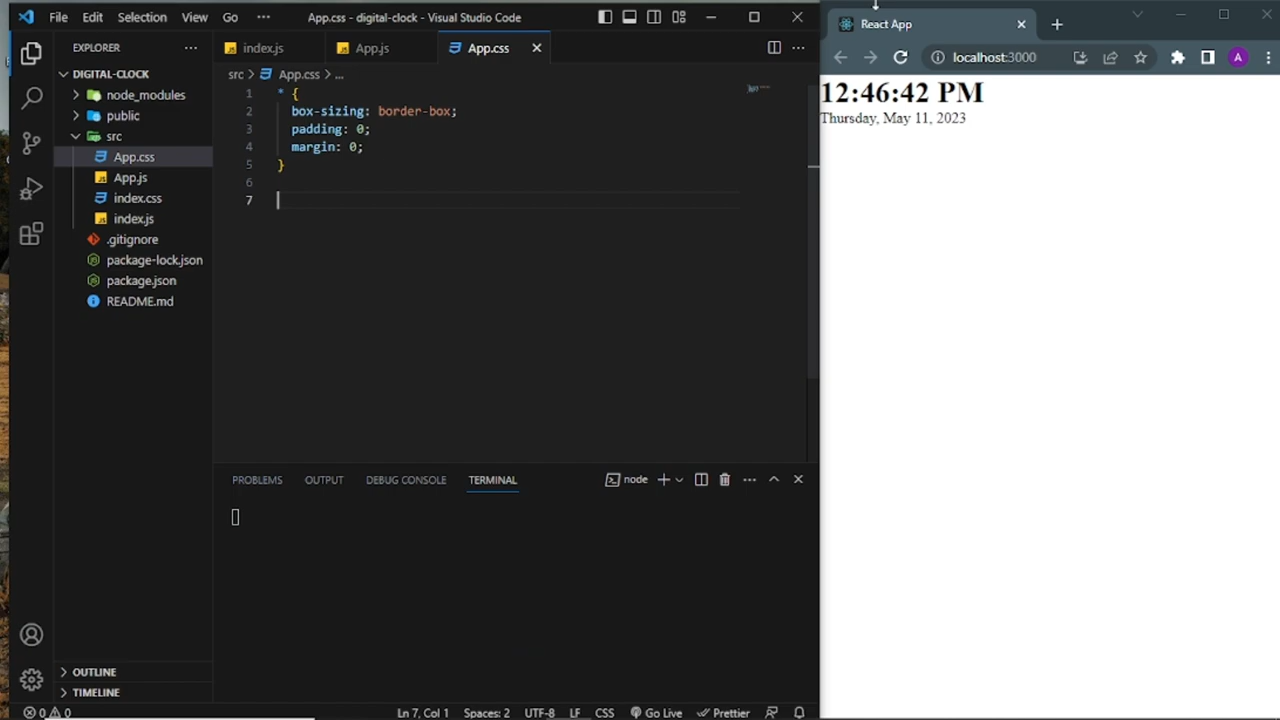 File Edit Selection View Go ··· App.css - digital-clock - Visual Studio Code
EXPLORER ···
DIGITAL-CLOCK
node_modules
public
src
App.css
App.js
index.css
index.js
.gitignore
package-lock.json
package.json
README.md
OUTLINE
TIMELINE
index.js App.js App.css
src > App.css > ...
1 * {
2 box-sizing: border-box;
3 padding: 0;
4 margin: 0;
5 }
6
7
PROBLEMS OUTPUT DEBUG CONSOLE TERMINAL node
0 0 Ln 7, Col 1 Spaces: 2 UTF-8 LF CSS Go Live Prettier
React App
localhost:3000 A
12:46:42 PM
Thursday, May 11, 2023